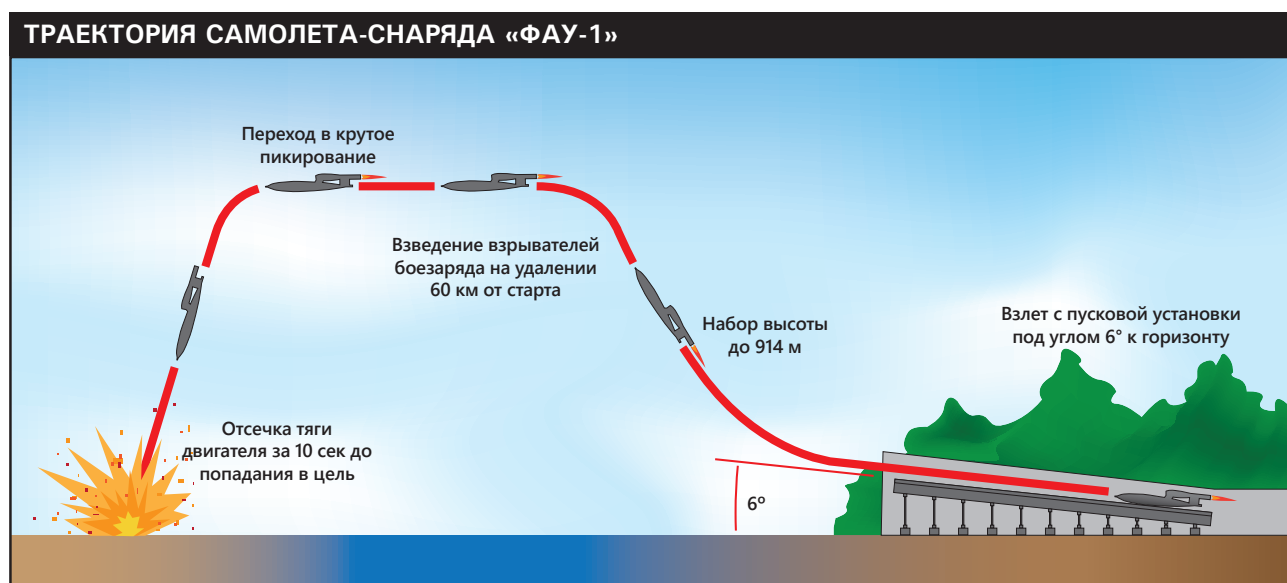 ТРАЕКТОРИЯ САМОЛЕТА-СНАРЯДА «ФАУ-1»
Переход в крутое
пикирование
Взведение взрывателей
боезаряда на удалении
60 км от старта
Набор высоты
до 914 м
Взлет с пусковой установки
под углом 6° к горизонту
Отсечка тяги
двигателя за 10 сек до
попадания в цель
6°